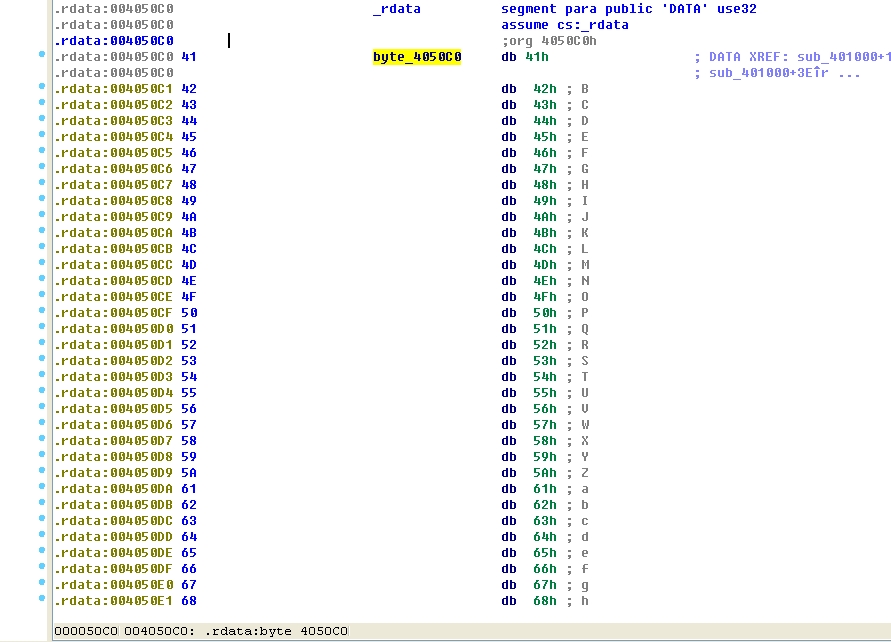 .rdata:004050C0 _rdata segment para public 'DATA' use32
.rdata:004050C0 assume cs:_rdata
.rdata:004050C0 ;org 4050C0h
.rdata:004050C0 41 byte_4050C0 db 41h ; DATA XREF: sub_401000+1
.rdata:004050C0 ; sub_401000+3E↑r ...
.rdata:004050C1 42 db 42h ; B
.rdata:004050C2 43 db 43h ; C
.rdata:004050C3 44 db 44h ; D
.rdata:004050C4 45 db 45h ; E
.rdata:004050C5 46 db 46h ; F
.rdata:004050C6 47 db 47h ; G
.rdata:004050C7 48 db 48h ; H
.rdata:004050C8 49 db 49h ; I
.rdata:004050C9 4A db 4Ah ; J
.rdata:004050CA 4B db 4Bh ; K
.rdata:004050CB 4C db 4Ch ; L
.rdata:004050CC 4D db 4Dh ; M
.rdata:004050CD 4E db 4Eh ; N
.rdata:004050CE 4F db 4Fh ; O
.rdata:004050CF 50 db 50h ; P
.rdata:004050D0 51 db 51h ; Q
.rdata:004050D1 52 db 52h ; R
.rdata:004050D2 53 db 53h ; S
.rdata:004050D3 54 db 54h ; T
.rdata:004050D4 55 db 55h ; U
.rdata:004050D5 56 db 56h ; V
.rdata:004050D6 57 db 57h ; W
.rdata:004050D7 58 db 58h ; X
.rdata:004050D8 59 db 59h ; Y
.rdata:004050D9 5A db 5Ah ; Z
.rdata:004050DA 61 db 61h ; a
.rdata:004050DB 62 db 62h ; b
.rdata:004050DC 63 db 63h ; c
.rdata:004050DD 64 db 64h ; d
.rdata:004050DE 65 db 65h ; e
.rdata:004050DF 66 db 66h ; f
.rdata:004050E0 67 db 67h ; g
.rdata:004050E1 68 db 68h ; h
000050C0 004050C0: .rdata:byte_4050C0